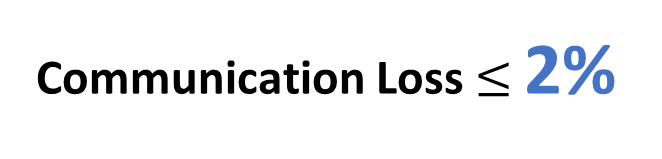 Communication Loss ≤ 2%